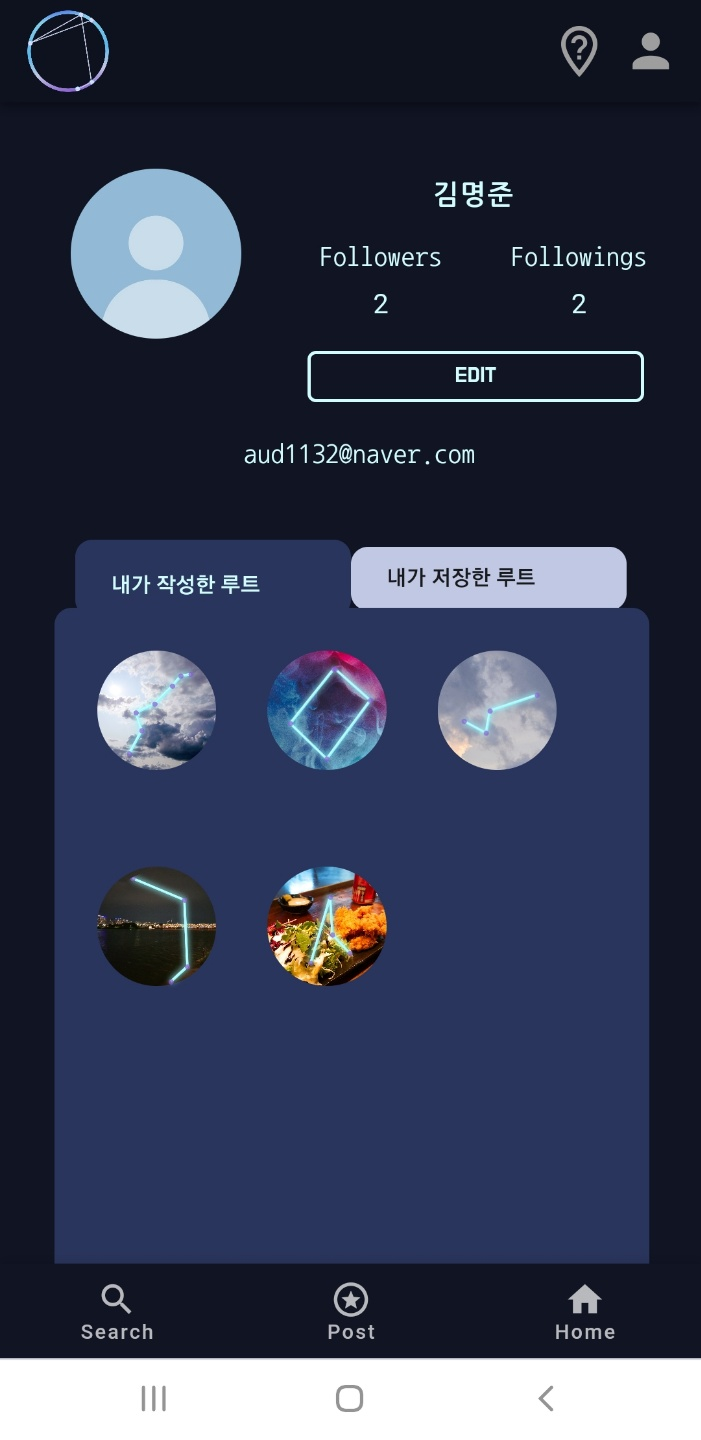 김명준
Followers Followings
2 2
EDIT
aud1132@naver.com
내가 작성한 루트 내가 저장한 루트
Search Post Home